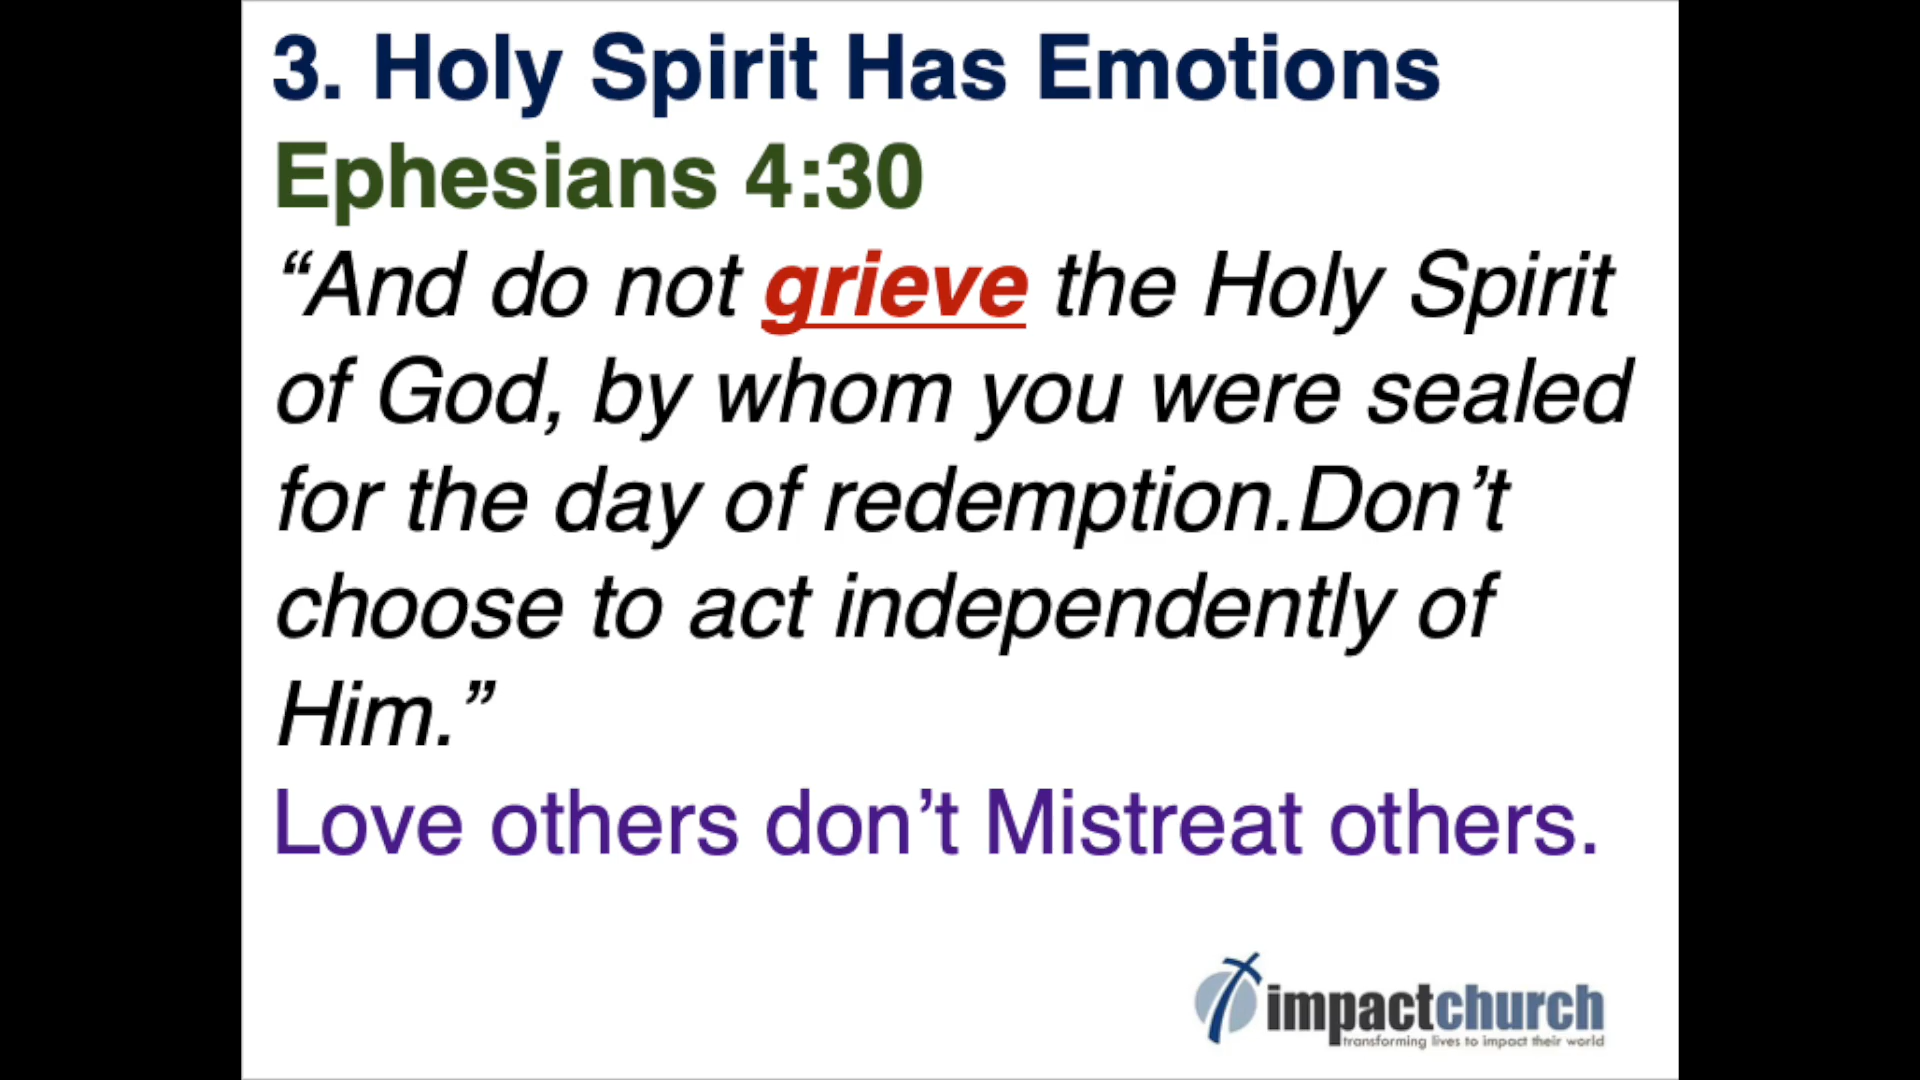 3. Holy Spirit Has Emotions
Ephesians 4:30
“And do not grieve the Holy Spirit
of God, by whom you were sealed
for the day of redemption.Don’t
choose to act independently of
Him.”
Love others don’t Mistreat others.
impactchurch
transforming lives to impact their world